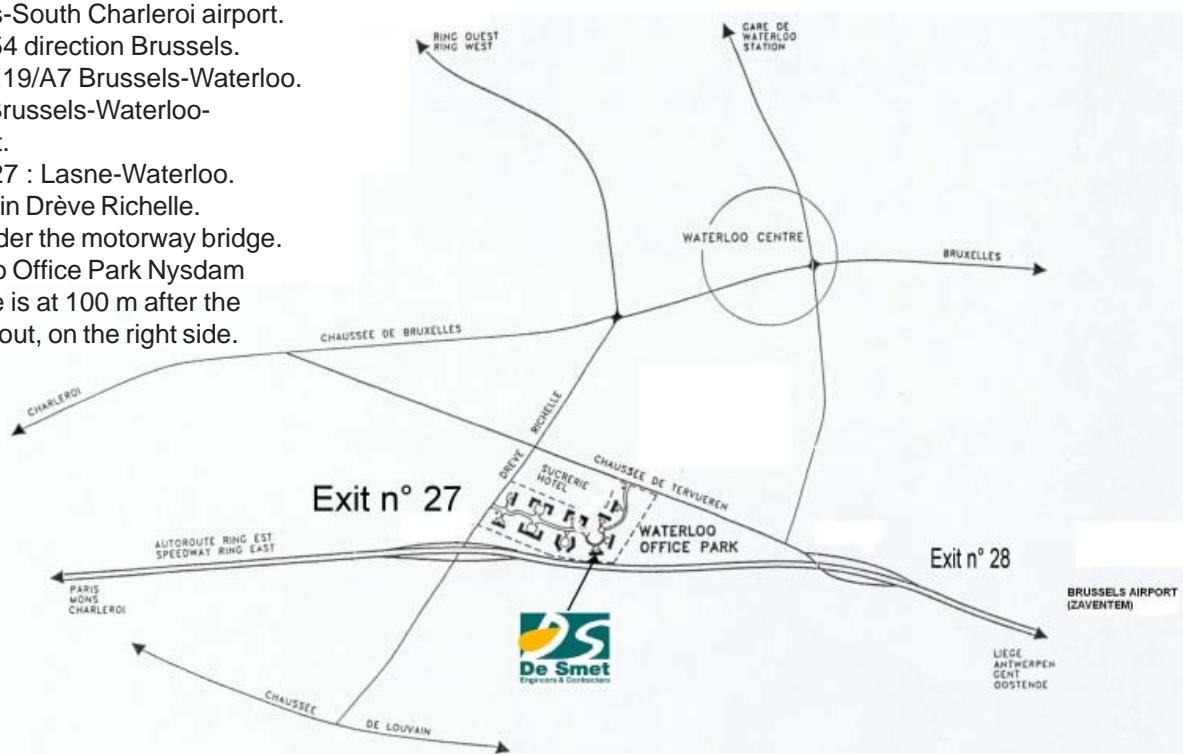 s-South Charleroi airport.
54 direction Brussels.
19/A7 Brussels-Waterloo.
Brussels-Waterloo-
27 : Lasne-Waterloo.
in Drève Richelle.
der the motorway bridge.
Office Park Nysdam
is at 100 m after the
out, on the right side.
RING OUEST
RING WEST
GARE DE
WATERLOO
STATION
WATERLOO CENTRE
BRUXELLES
CHAUSSÉE DE BRUXELLES
CHARLEROI
DRÈVE RICHELLE
SUCRERIE
HOTEL
CHAUSSÉE DE TERVUEREN
Exit n° 27
WATERLOO
OFFICE PARK
AUTOROUTE RING EST
SPEEDWAY RING EAST
Exit n° 28
PARIS
MONS
CHARLEROI
BRUSSELS AIRPORT
(ZAVENTEM)
DS
De Smet
Engineers & Contractors
LIEGE
ANTWERPEN
GENT
OOSTENDE
CHAUSSÉE DE LOUVAIN